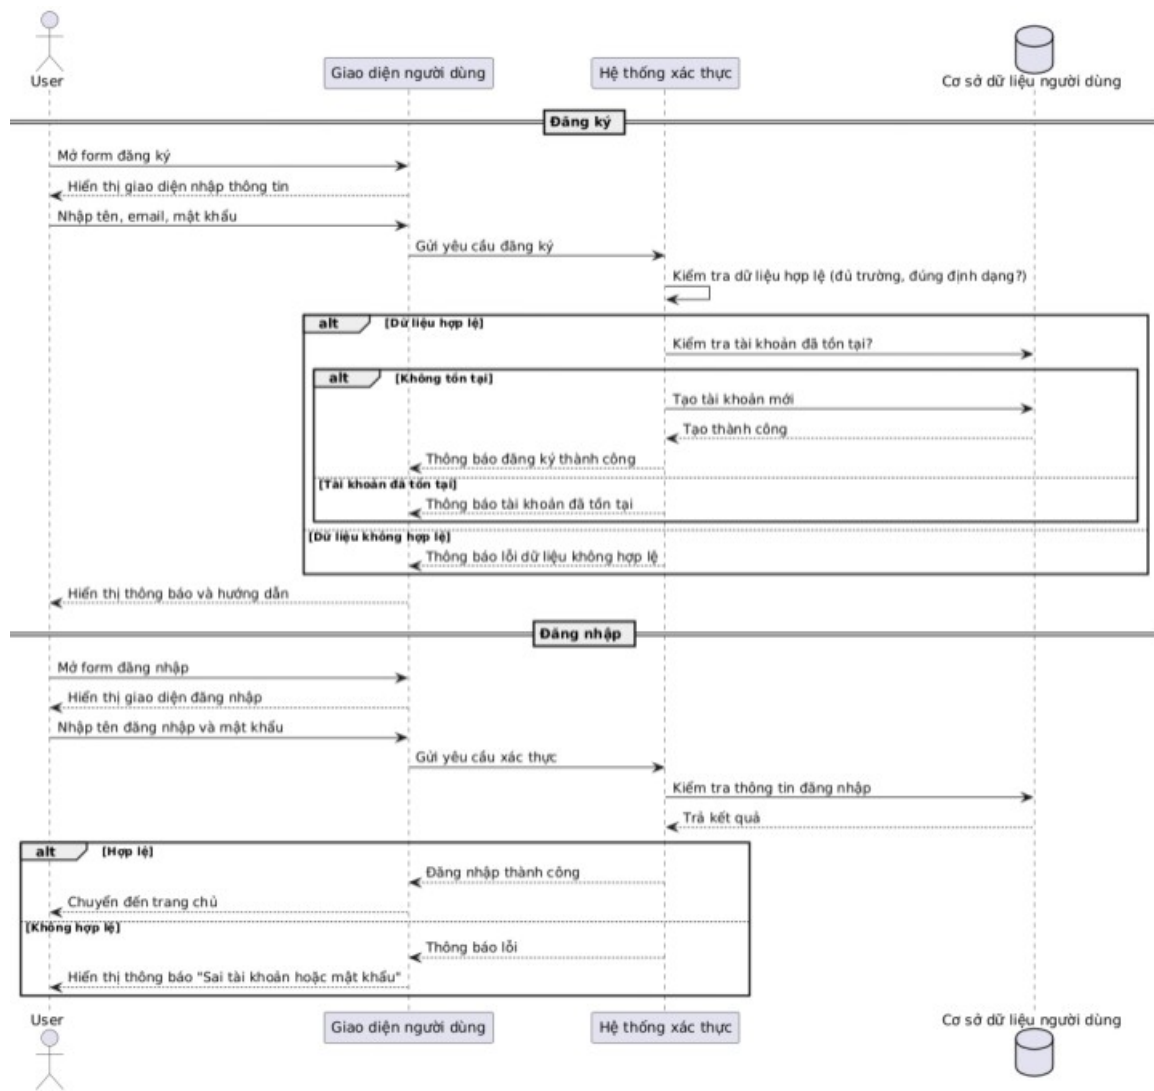 User
Giao diện người dùng
Hệ thống xác thực
Cơ sở dữ liệu người dùng
Đăng ký
Mở form đăng ký
Hiển thị giao diện nhập thông tin
Nhập tên, email, mật khẩu
Gửi yêu cầu đăng ký
Kiểm tra dữ liệu hợp lệ (đủ trường, đúng định dạng?)
alt [Dữ liệu hợp lệ]
Kiểm tra tài khoản đã tồn tại?
alt [Không tồn tại]
Tạo tài khoản mới
Tạo thành công
Thông báo đăng ký thành công
[Tài khoản đã tồn tại]
Thông báo tài khoản đã tồn tại
[Dữ liệu không hợp lệ]
Thông báo lỗi dữ liệu không hợp lệ
Hiển thị thông báo và hướng dẫn
Đăng nhập
Mở form đăng nhập
Hiển thị giao diện đăng nhập
Nhập tên đăng nhập và mật khẩu
Gửi yêu cầu xác thực
Kiểm tra thông tin đăng nhập
Trả kết quả
alt [Hợp lệ]
Đăng nhập thành công
Chuyển đến trang chủ
[Không hợp lệ]
Thông báo lỗi
Hiển thị thông báo "Sai tài khoản hoặc mật khẩu"
User
Giao diện người dùng
Hệ thống xác thực
Cơ sở dữ liệu người dùng